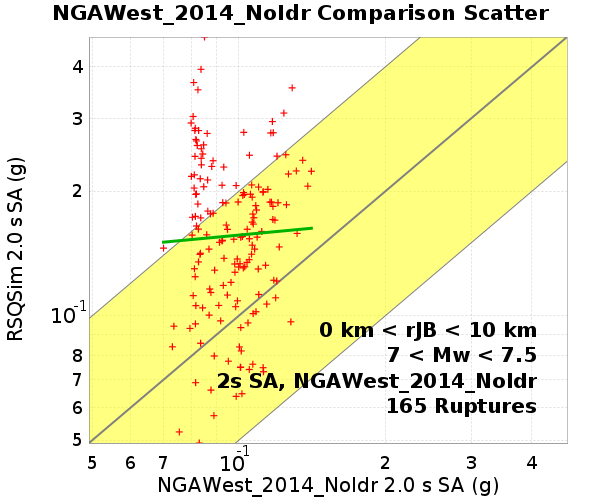 NGAWest_2014_NoIdr Comparison Scatter
RSQSim 2.0 s SA (g)
4
3
2
10^-1
8
7
6
5
0 km < rJB < 10 km
7 < Mw < 7.5
2s SA, NGAWest_2014_NoIdr
165 Ruptures
5 6 7 10^-1 2 3 4
NGAWest_2014_NoIdr 2.0 s SA (g)